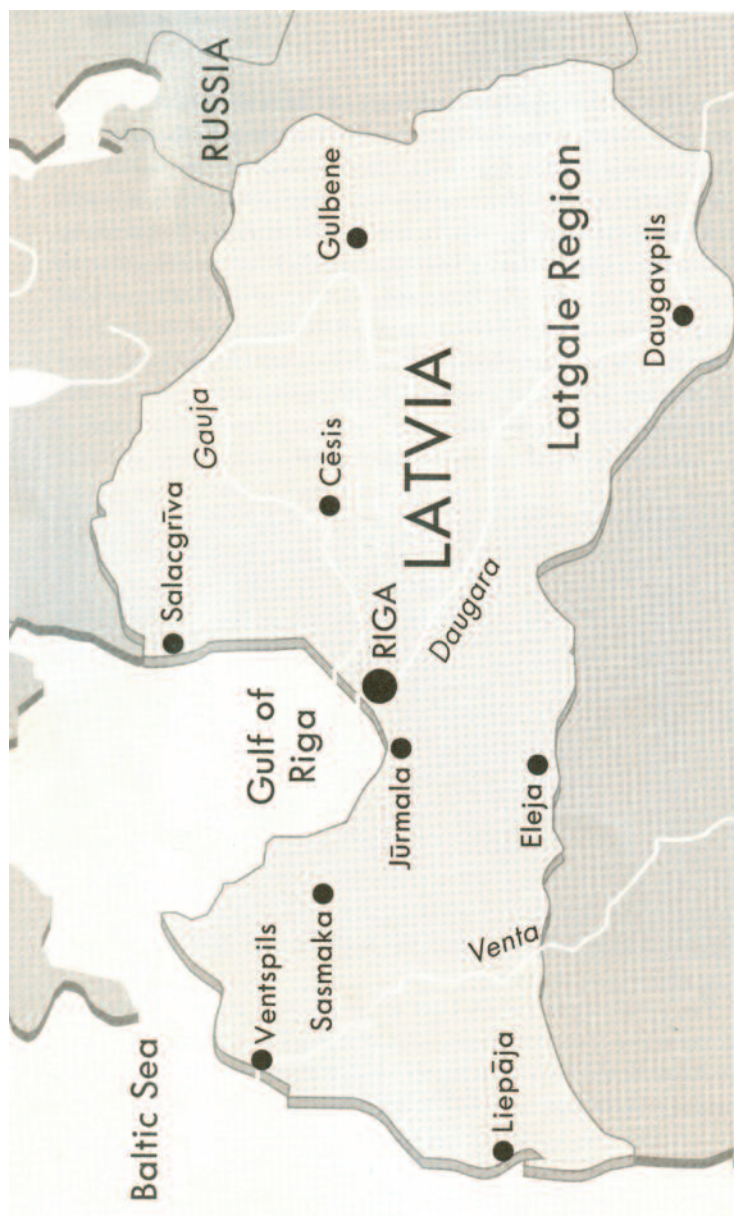 RUSSIA
Gulbene
Latgale Region
Daugavpils
Gauja
Cēsis
LATVIA
Salacgrīva
RIGA
Daugara
Gulf of
Riga
Jūrmala
Eleja
Sasmaka
Venta
Ventspils
Liepāja
Baltic Sea